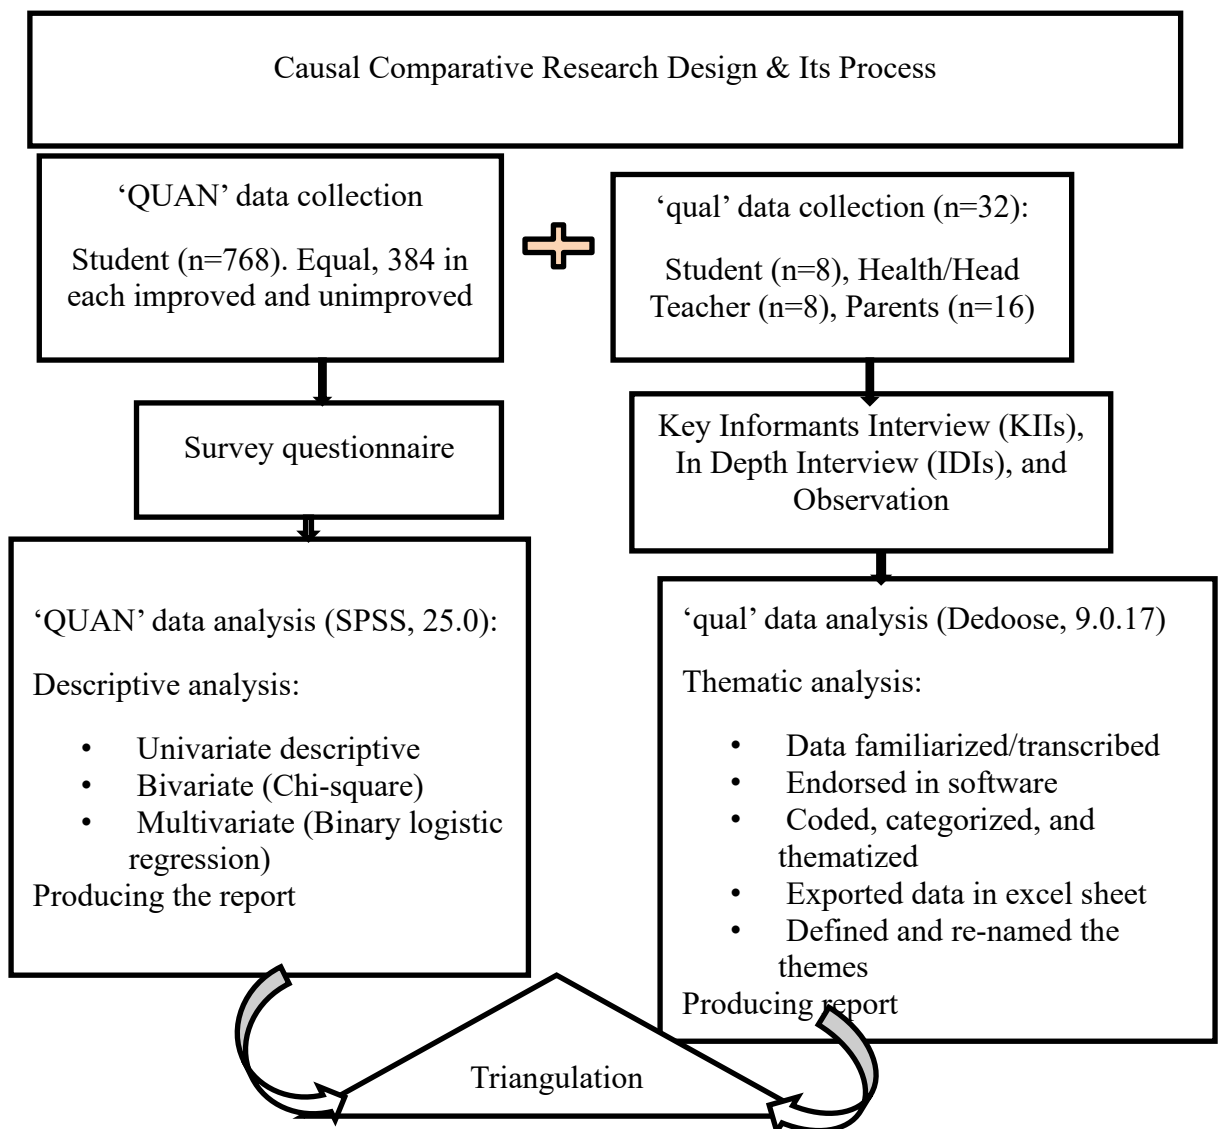 Causal Comparative Research Design & Its Process
‘QUAN’ data collection
Student (n=768). Equal, 384 in
each improved and unimproved
‘qual’ data collection (n=32):
Student (n=8), Health/Head
Teacher (n=8), Parents (n=16)
Survey questionnaire
Key Informants Interview (KIIs),
In Depth Interview (IDIs), and
Observation
‘QUAN’ data analysis (SPSS, 25.0):
Descriptive analysis:
• Univariate descriptive
• Bivariate (Chi-square)
• Multivariate (Binary logistic
regression)
Producing the report
‘qual’ data analysis (Dedoose, 9.0.17)
Thematic analysis:
• Data familiarized/transcribed
• Endorsed in software
• Coded, categorized, and
thematized
• Exported data in excel sheet
• Defined and re-named the
themes
Producing report
Triangulation